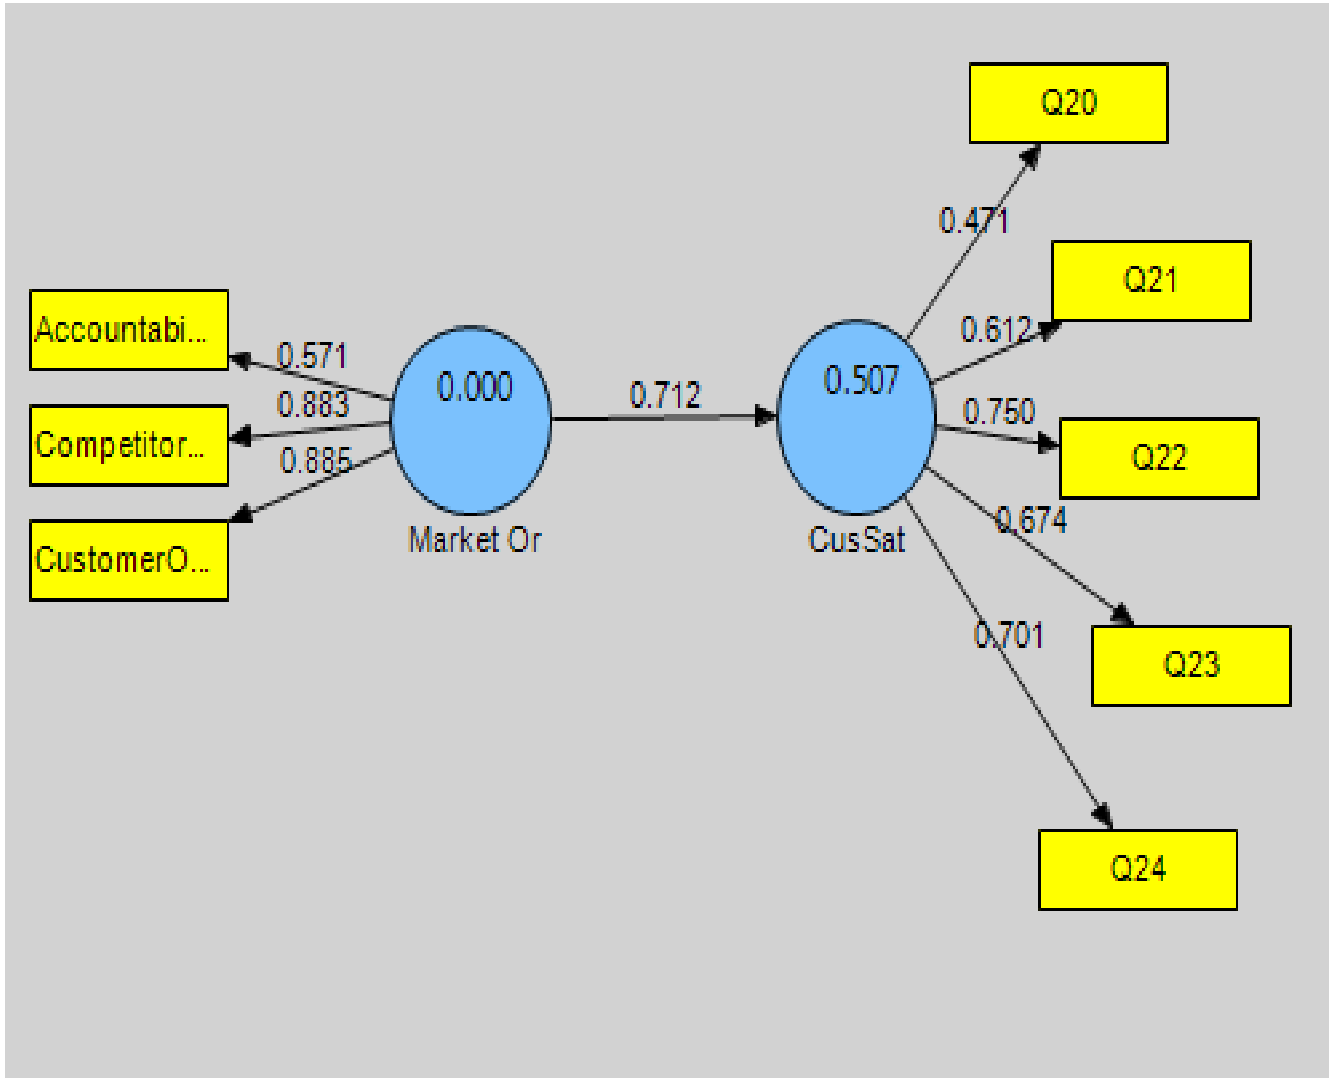 Q20
0.471
Q21
0.612
Accountabi...
0.571
0.000
0.507
0.883
0.712
0.750
Competitor...
0.885
Q22
CustomerO...
Market Or
CusSat
0.674
0.701
Q23
Q24